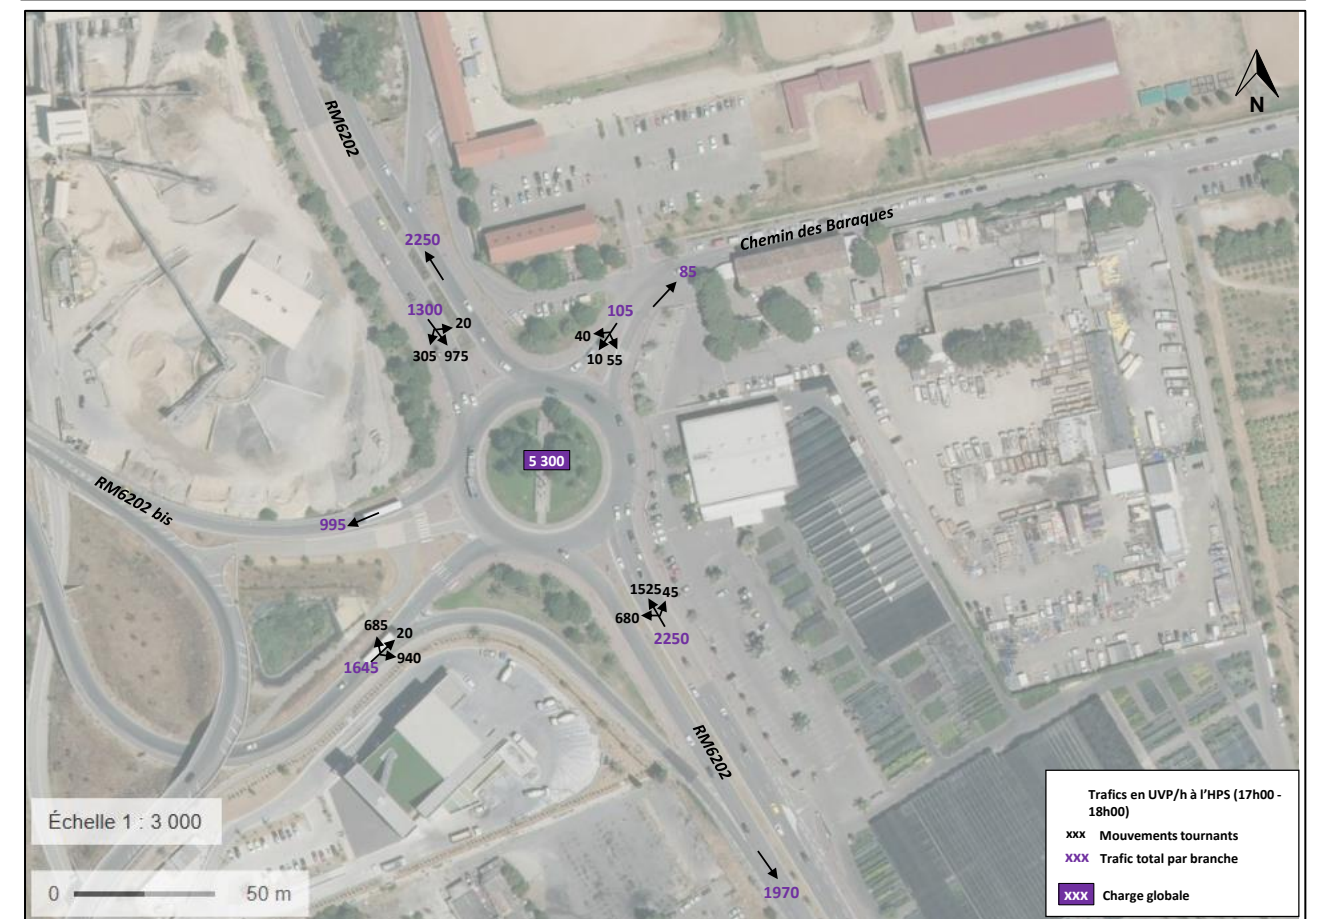 N
RM6202
Chemin des Baraques
2250
85
1300
20
305 975
105
40
10 55
5 300
RM6202 bis
995
1525 45
680
2250
685
20
940
1645
RM6202
1970
Échelle 1 : 3 000
0 50 m
Trafics en UVP/h à l'HPS (17h00 -
18h00)
xxx Mouvements tournants
xxx Trafic total par branche
xxx Charge globale